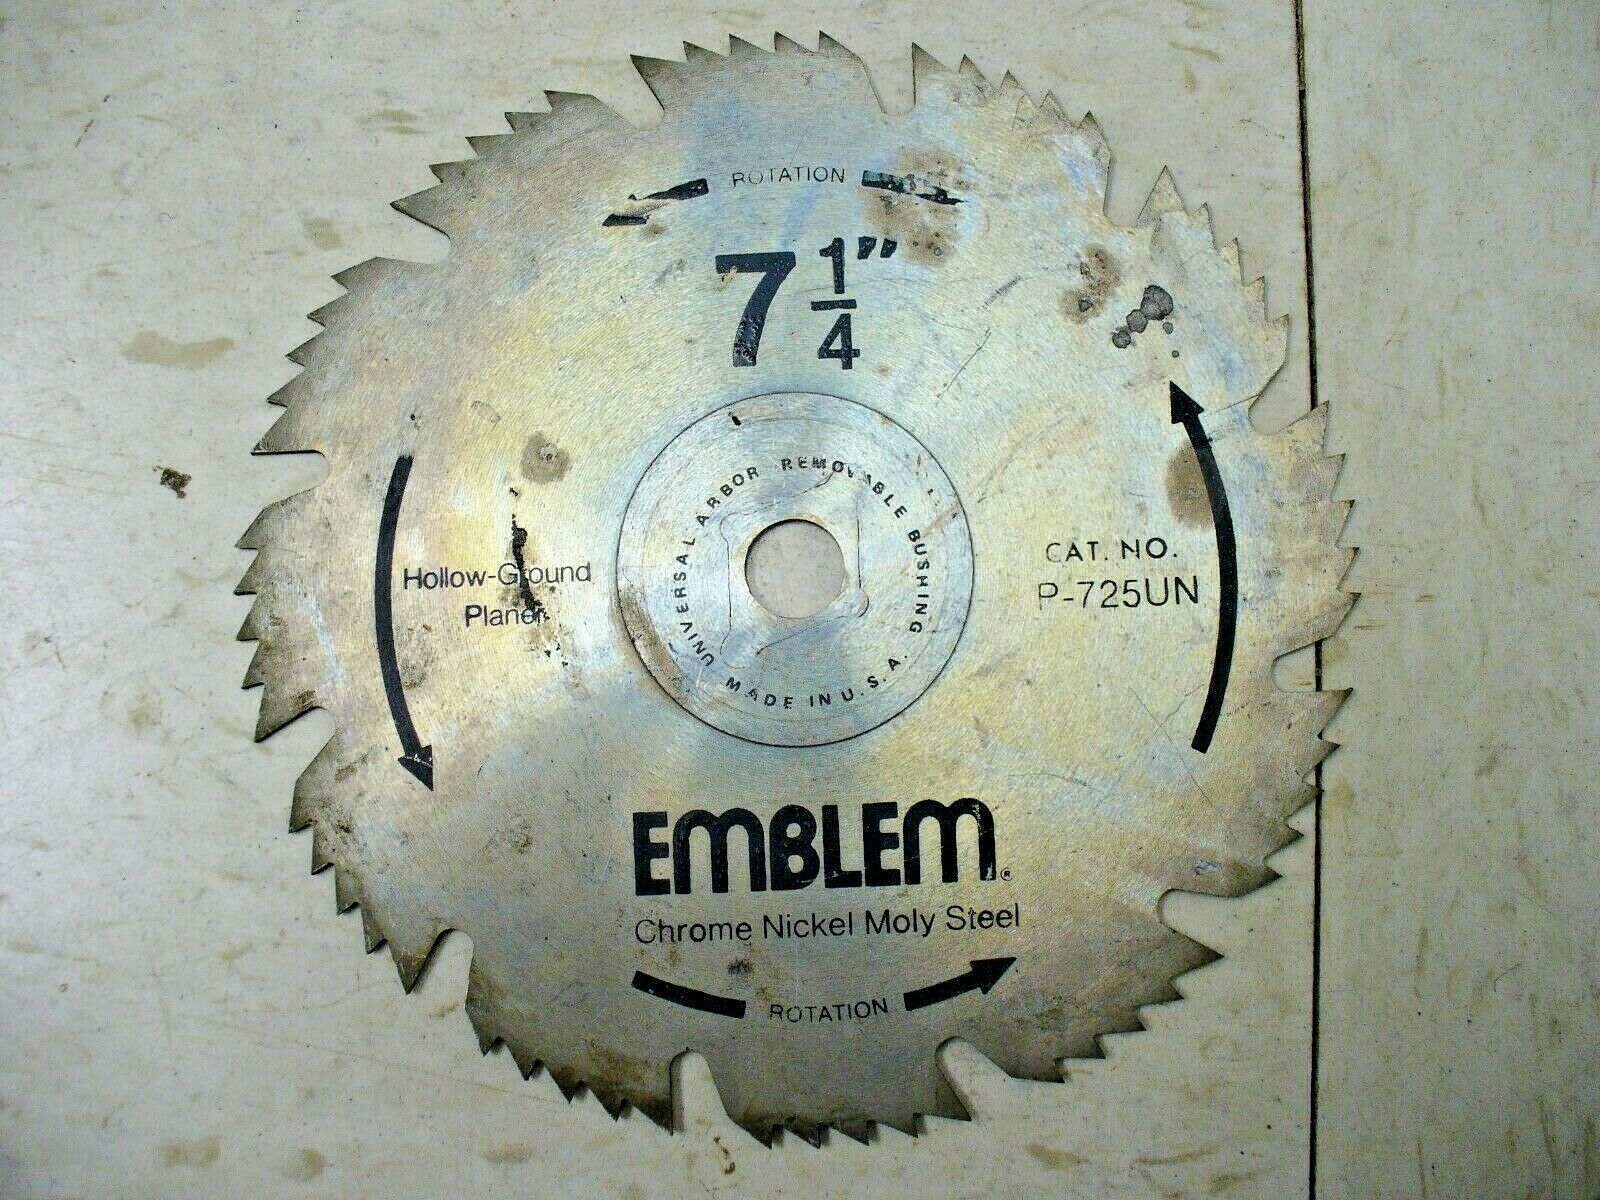 ROTATION
7 1/4"
UNIVERSAL ARBOR REMOVABLE BUSHING
MADE IN U.S.A.
Hollow-Ground
Planer
CAT. NO.
P-725UN
EMBLEM®
Chrome Nickel Moly Steel
ROTATION